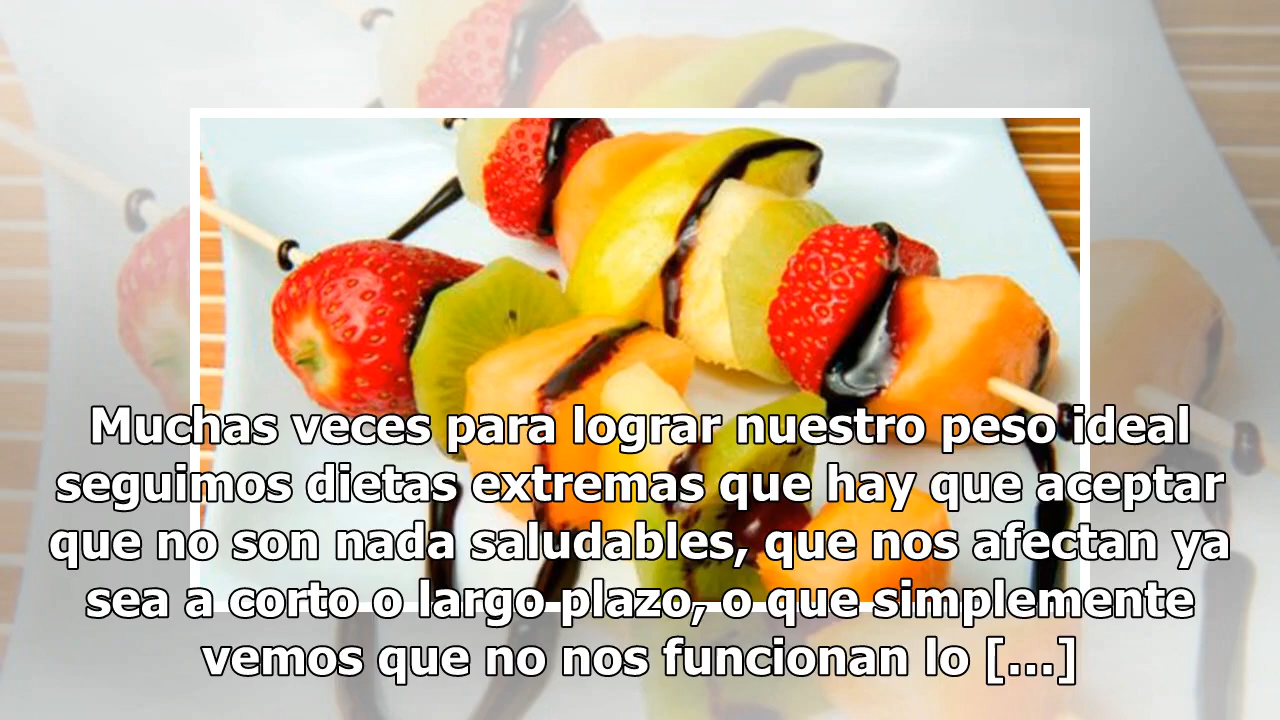 Muchas veces para lograr nuestro peso ideal
seguimos dietas extremas que hay que aceptar
que no son nada saludables, que nos afectan ya
sea a corto o largo plazo, o que simplemente
vemos que no nos funcionan lo [...]